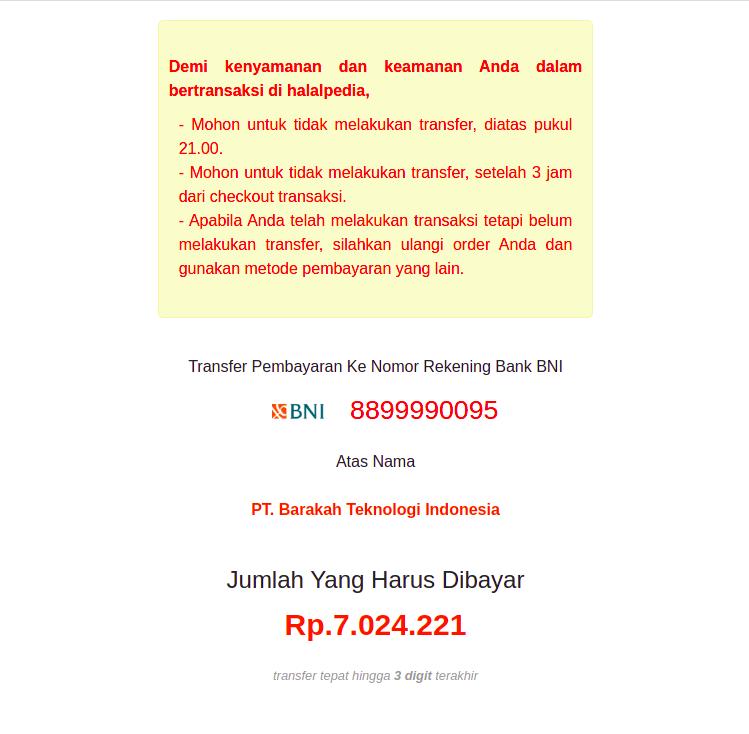 Demi kenyamanan dan keamanan Anda dalam
bertransaksi di halalpedia,
- Mohon untuk tidak melakukan transfer, diatas pukul
21.00.
- Mohon untuk tidak melakukan transfer, setelah 3 jam
dari checkout transaksi.
- Apabila Anda telah melakukan transaksi tetapi belum
melakukan transfer, silahkan ulangi order Anda dan
gunakan metode pembayaran yang lain.
Transfer Pembayaran Ke Nomor Rekening Bank BNI
BNI 8899990095
Atas Nama
PT. Barakah Teknologi Indonesia
Jumlah Yang Harus Dibayar
Rp.7.024.221
transfer tepat hingga 3 digit terakhir